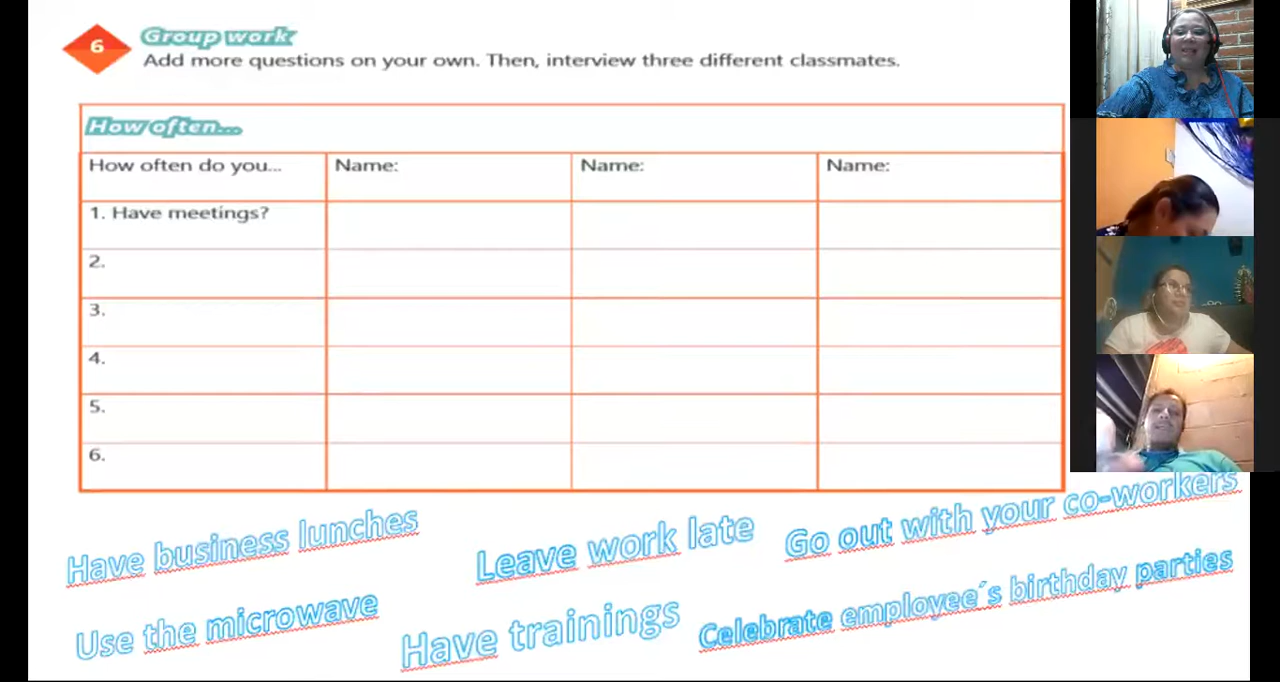 6
Group work
Add more questions on your own. Then, interview three different classmates.
How often...
How often do you...
Name:
Name:
Name:
1. Have meetings?
2.
3.
4.
5.
6.
Have business lunches
Leave work late
Go out with your co-workers
Use the microwave
Have trainings
Celebrate employee´s birthday parties